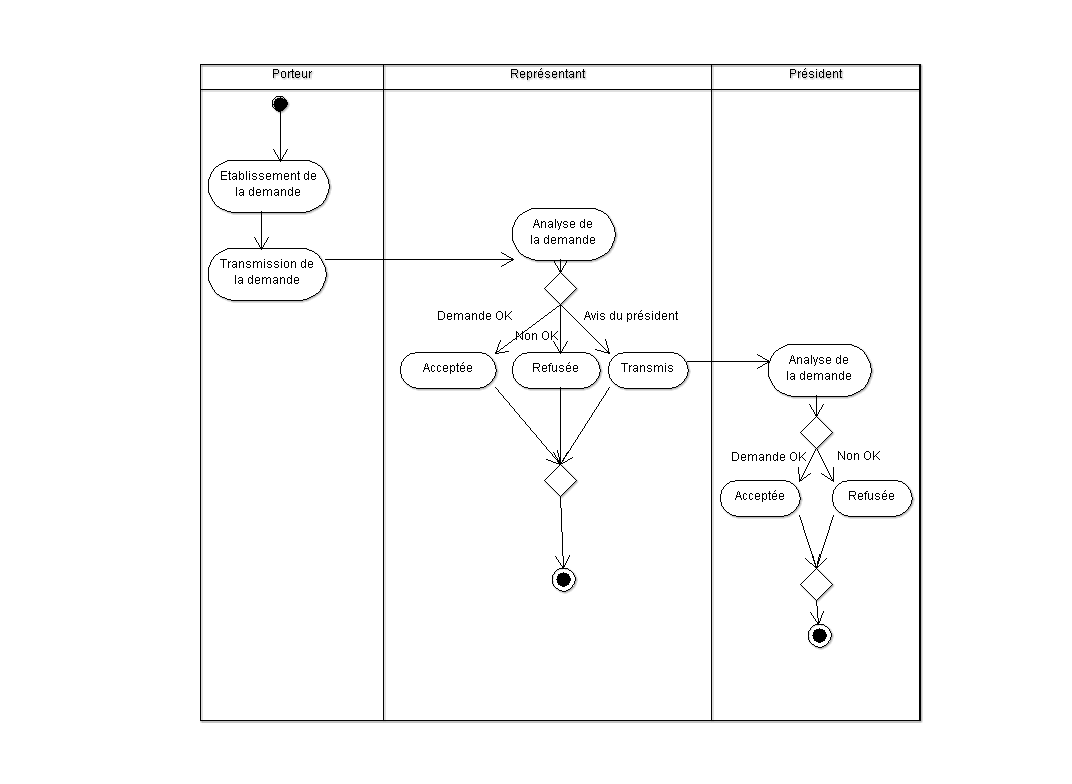 Porteur
Représentant
Président
Etablissement de
la demande
Transmission de
la demande
Analyse de
la demande
Demande OK
Non OK
Avis du président
Acceptée
Refusée
Transmis
Analyse de
la demande
Demande OK
Non OK
Acceptée
Refusée